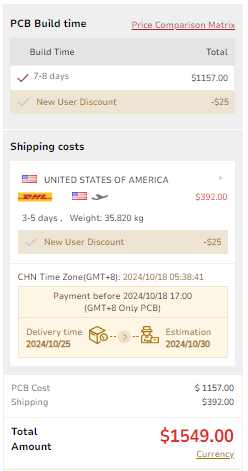 PCB Build time Price Comparison Matrix
Build Time Total
7-8 days $1157.00
New User Discount -$25
Shipping costs
UNITED STATES OF AMERICA
DHL $392.00
3-5 days , Weight: 35.820 kg
New User Discount -$25
CHN Time Zone(GMT+8): 2024/10/18 05:38:41
Payment before 2024/10/18 17:00
(GMT+8 Only PCB)
Delivery time Estimation
2024/10/25 2024/10/30
PCB Cost $ 1157.00
Shipping $392.00
Total Amount $1549.00
Currency